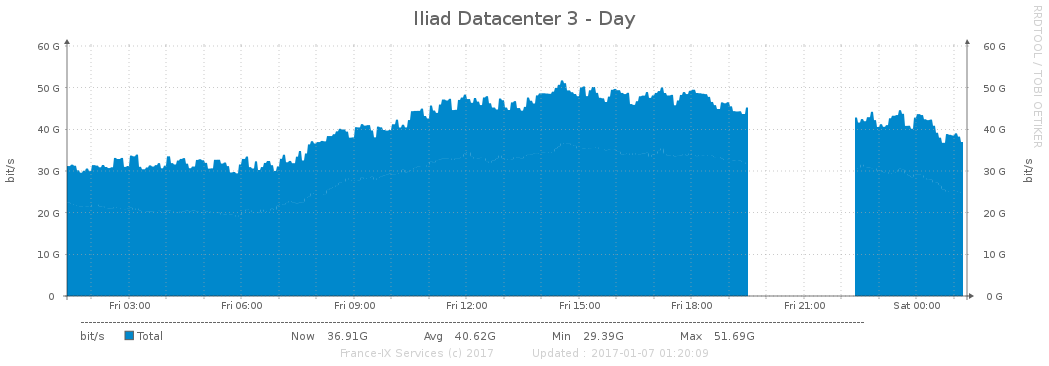 Iliad Datacenter 3 - Day
RRDTOOL / TOBI OETIKER
60 G 60 G
50 G 50 G
40 G 40 G
30 G 30 G
20 G 20 G
10 G 10 G
0 0 G
bit/s bit/s
Fri 03:00 Fri 06:00 Fri 09:00 Fri 12:00 Fri 15:00 Fri 18:00 Fri 21:00 Sat 00:00
bit/s Total Now 36.91G Avg 40.62G Min 29.39G Max 51.69G
France-IX Services (c) 2017 Updated : 2017-01-07 01:20:09